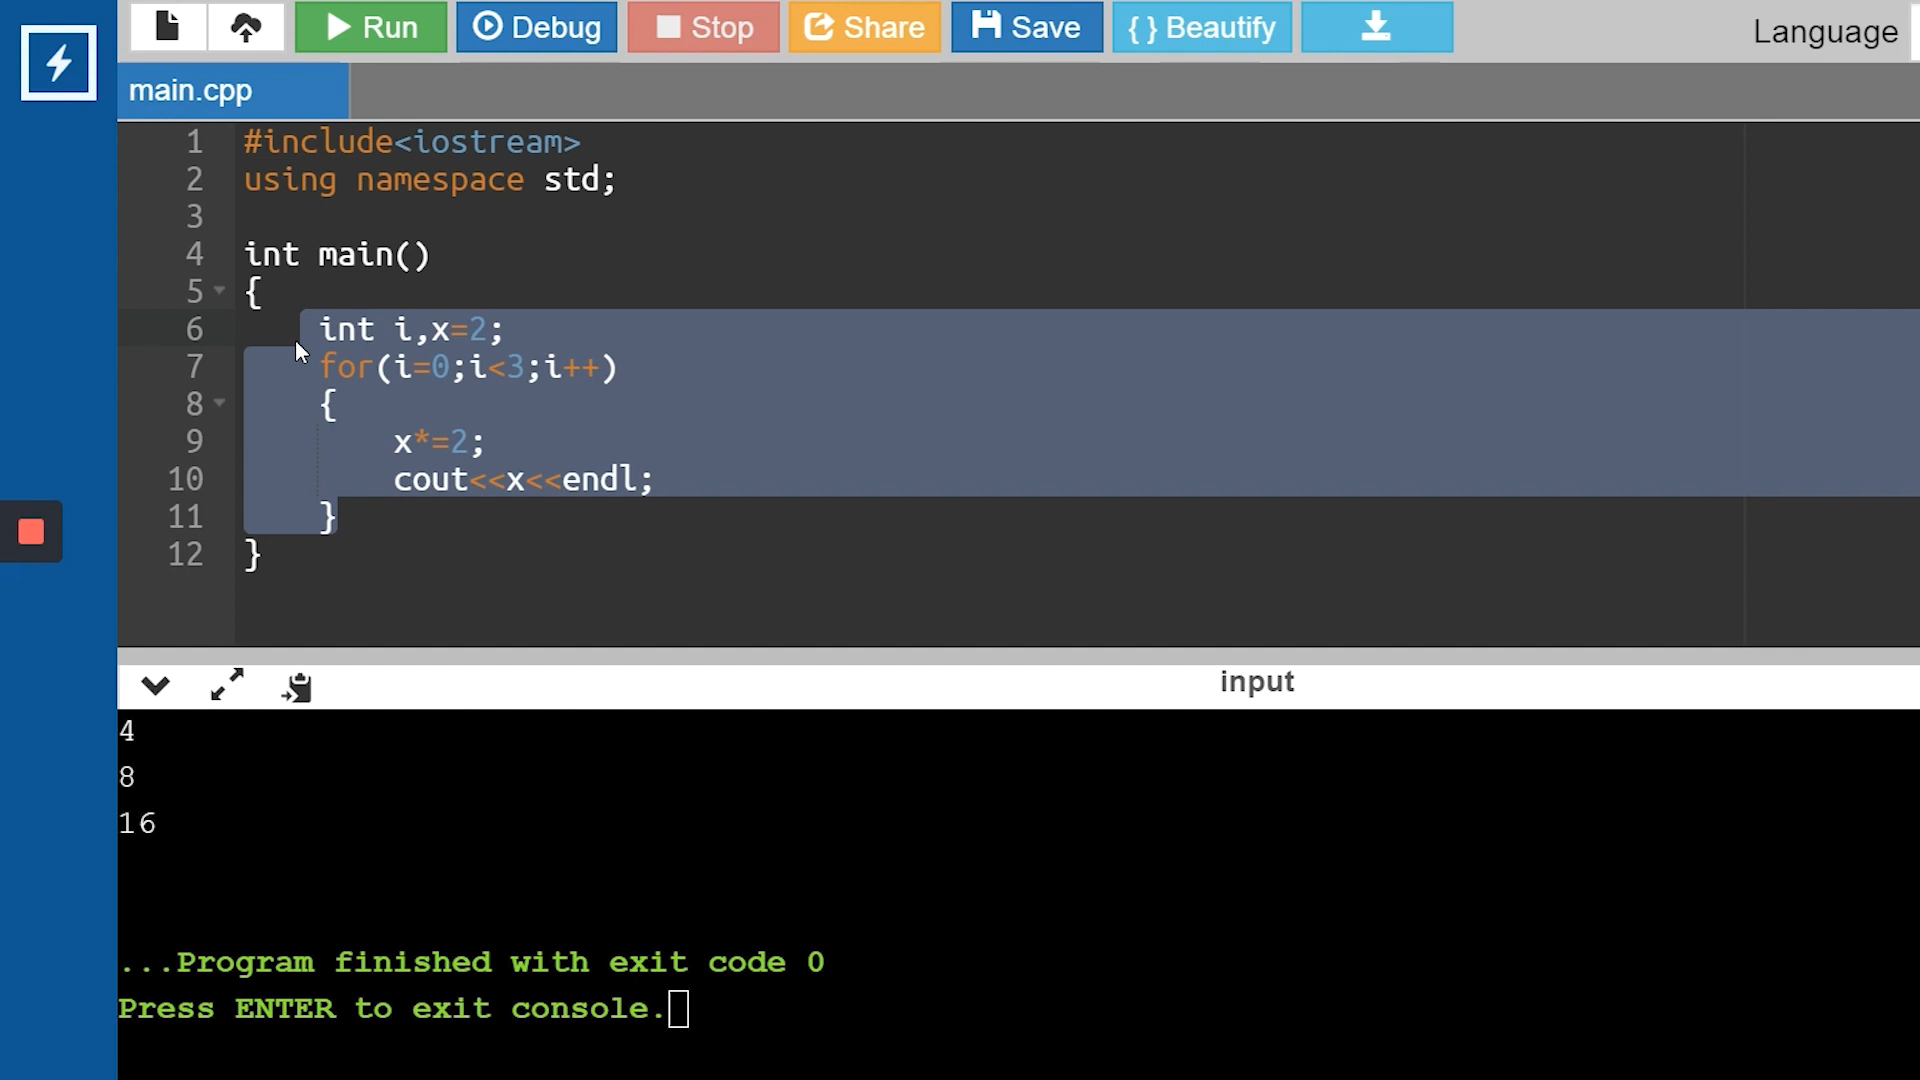 Run Debug Stop Share Save { } Beautify Language
main.cpp
1 #include<iostream>
2 using namespace std;
3
4 int main()
5 {
6 int i,x=2;
7 for(i=0;i<3;i++)
8 {
9 x*=2;
10 cout<<x<<endl;
11 }
12 }
input
4
8
16
...Program finished with exit code 0
Press ENTER to exit console.